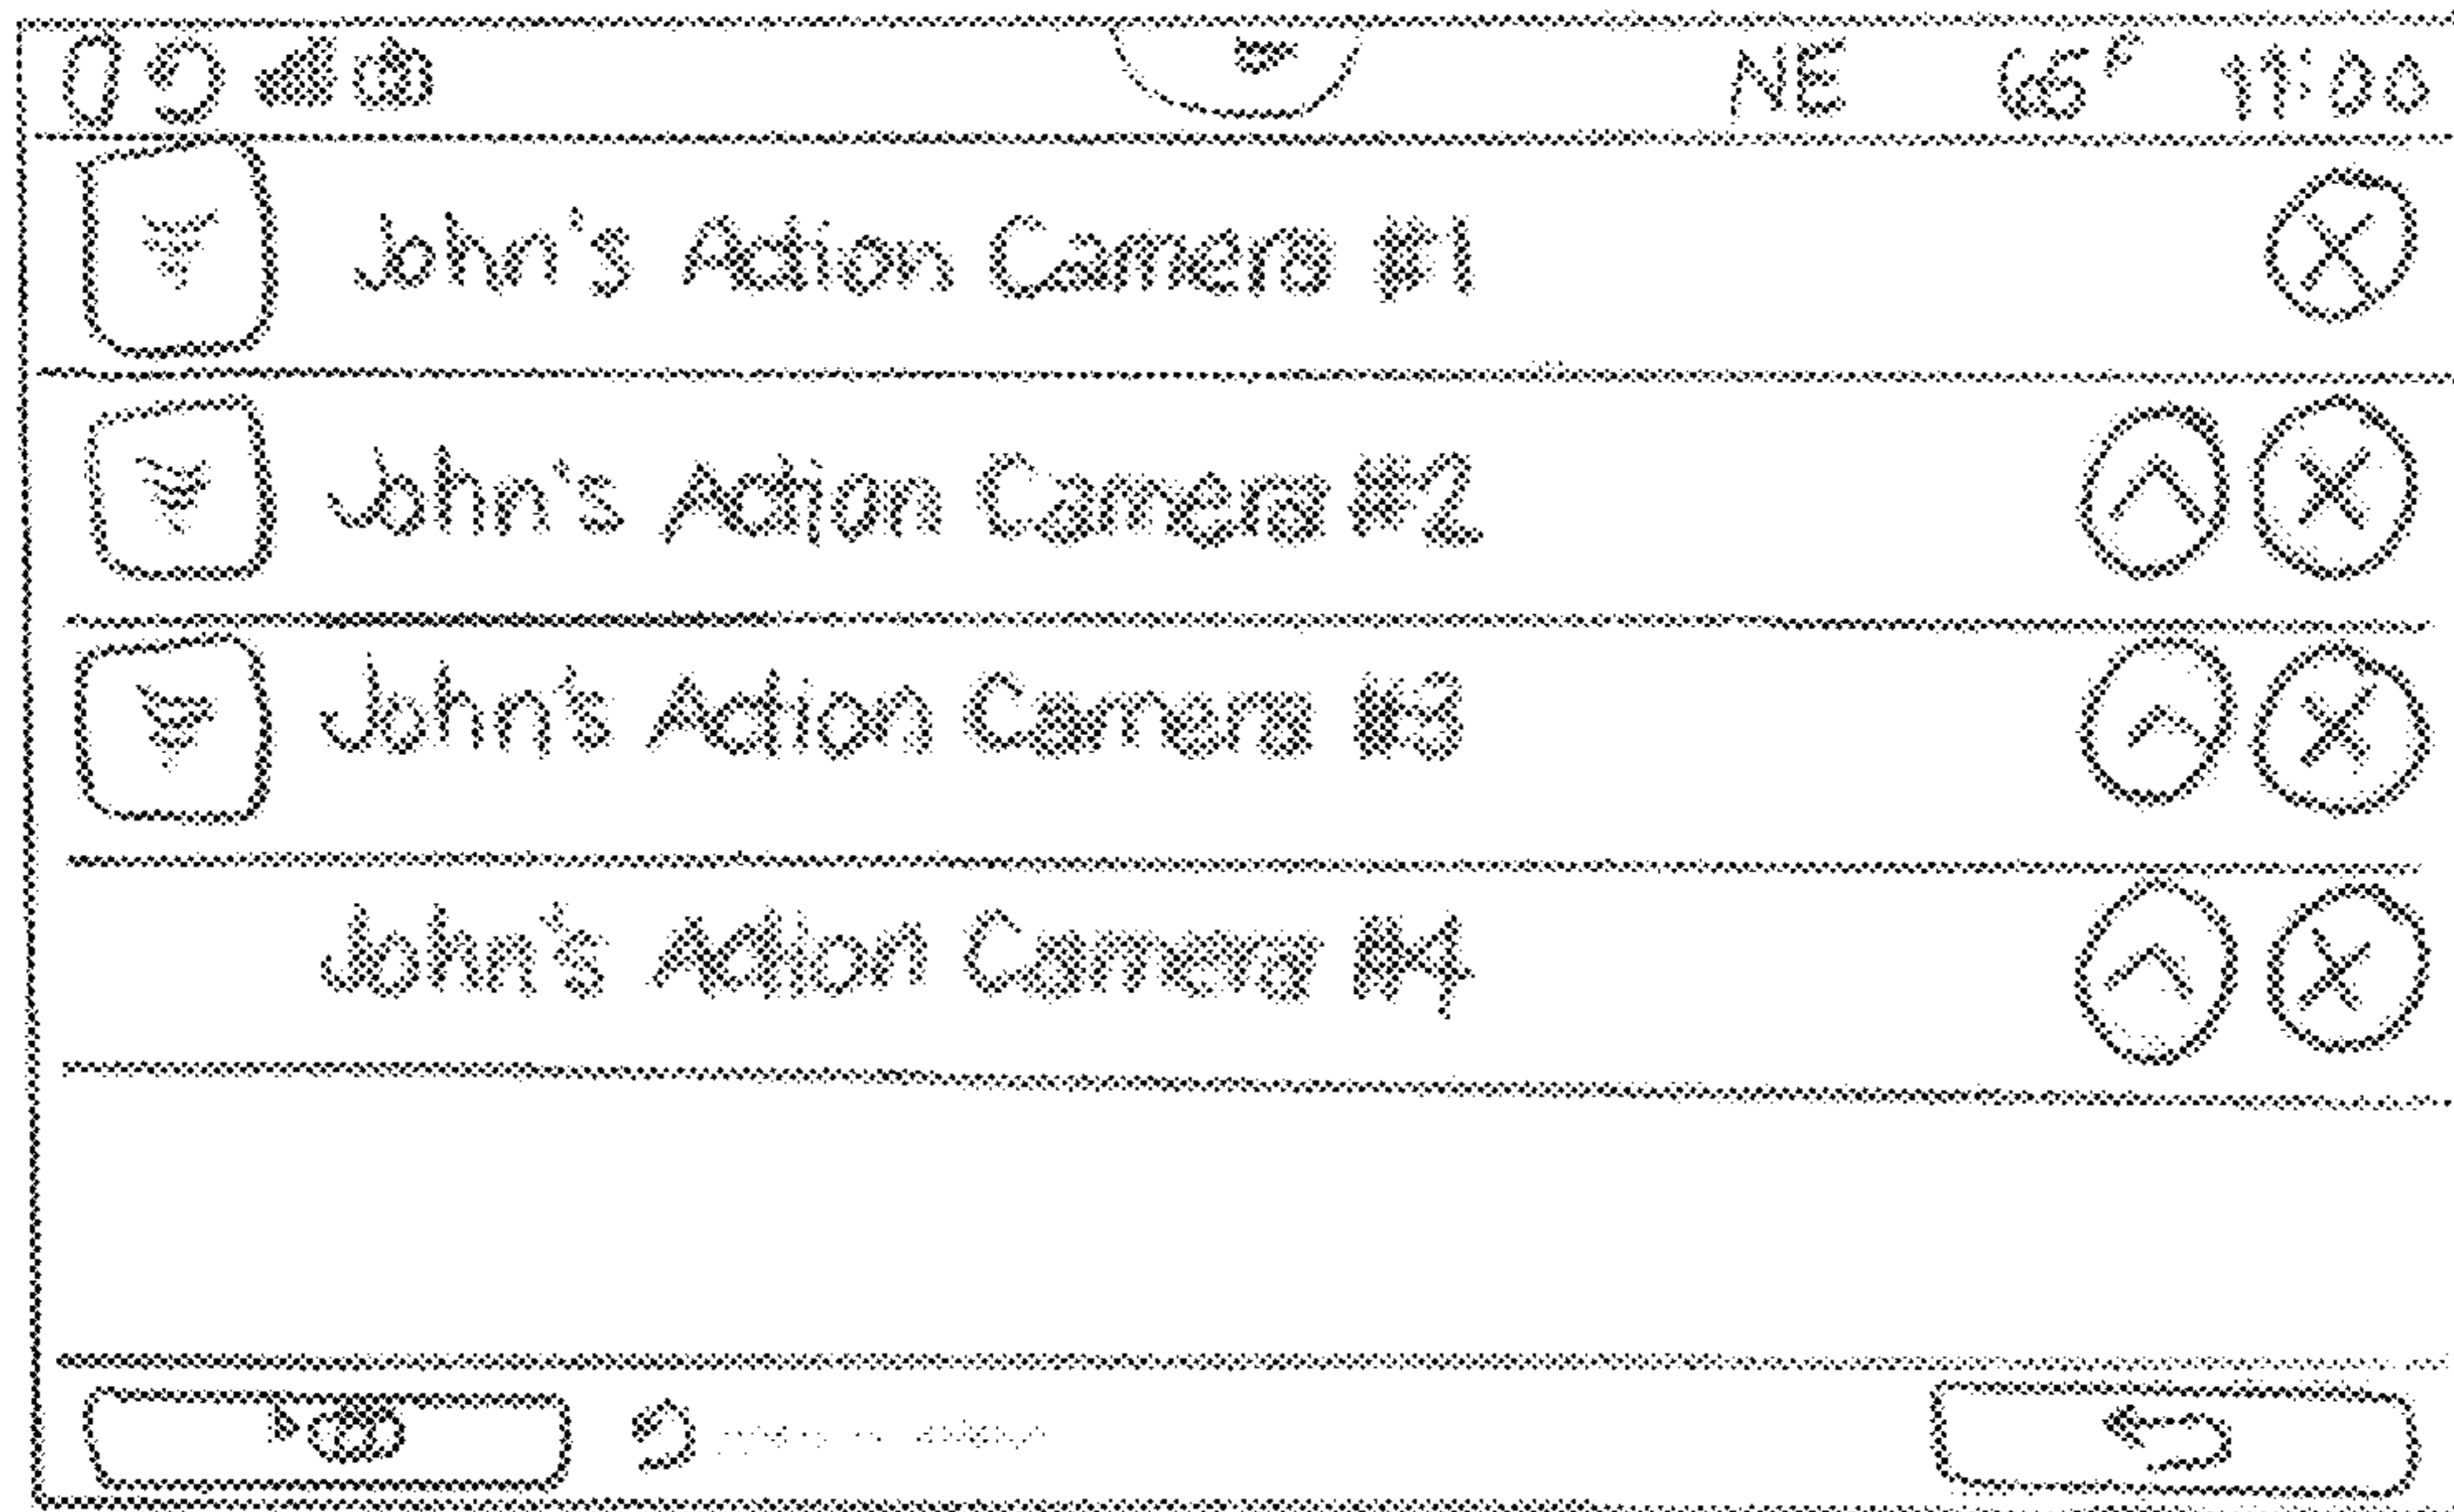 NE 65° 11:00
John's Action Camera #1
John's Action Camera #2
John's Action Camera #3
John's Action Camera #4